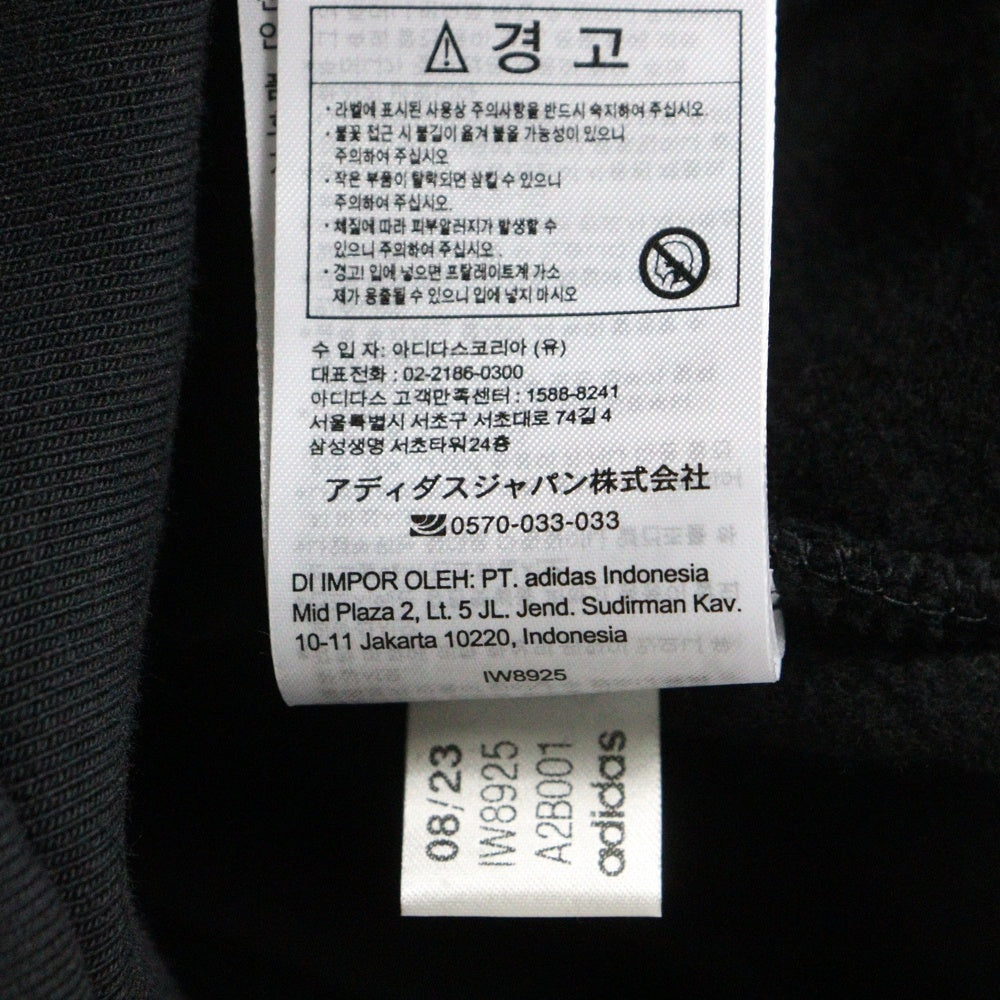 경고
· 라벨에 표시된 사용상 주의사항을 반드시 숙지하여 주십시오.
· 불꽃 접근 시 불길이 옮겨 붙을 가능성이 있으니
주의하여 주십시오
· 작은 부품이 탈락되면 삼킬 수 있으니
주의하여 주십시오.
· 체질에 따라 피부알러지가 발생할 수
있으니 주의하여 주십시오.
· 경고! 입에 넣으면 프탈레이트계 가소
제가 용출될 수 있으니 입에 넣지 마시오
수 입 자: 아디다스코리아 (유)
대표전화 : 02-2186-0300
아디다스 고객만족센터 : 1588-8241
서울특별시 서초구 서초대로 74길 4
삼성생명 서초타워24층
アディダスジャパン株式会社
0570-033-033
DI IMPOR OLEH: PT. adidas Indonesia
Mid Plaza 2, Lt. 5 JL. Jend. Sudirman Kav.
10-11 Jakarta 10220, Indonesia
IW8925
08/23
IW8925
A2B001
adidas